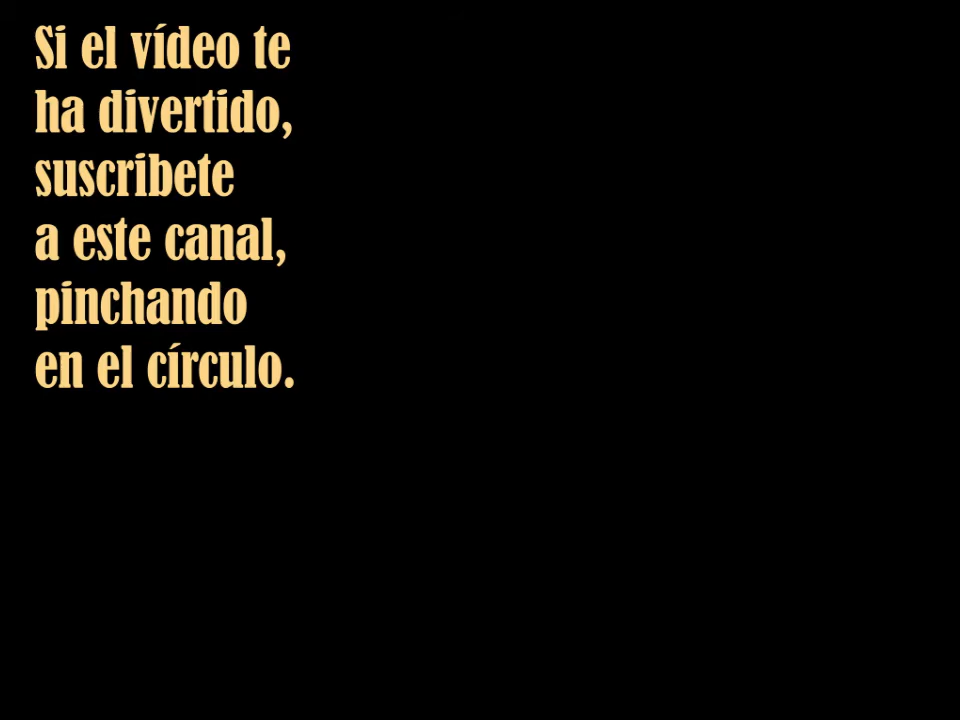 Si el vídeo te
ha divertido,
suscribete
a este canal,
pinchando
en el círculo.